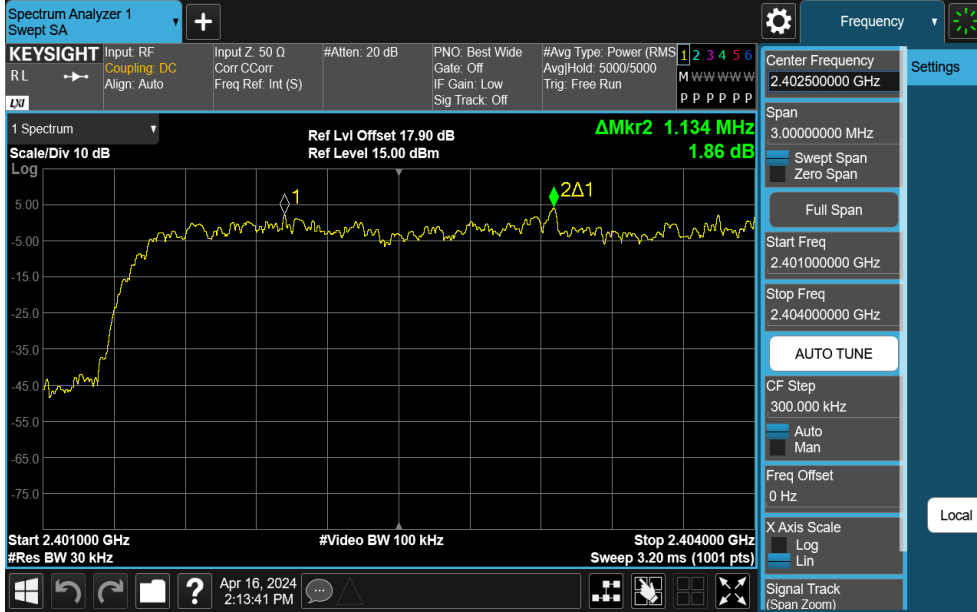 Spectrum Analyzer 1
Swept SA
+
Frequency
KEYSIGHT
R L
LXI
Input: RF
Coupling: DC
Align: Auto
Input Z: 50 Ω
Corr CCorr
Freq Ref: Int (S)
#Atten: 20 dB
PNO: Best Wide
Gate: Off
IF Gain: Low
Sig Track: Off
#Avg Type: Power (RMS
Avg|Hold: 5000/5000
Trig: Free Run
1 2 3 4 5 6
M W W W W W
P P P P P P
1 Spectrum
Scale/Div 10 dB
Log
Ref Lvl Offset 17.90 dB
Ref Level 15.00 dBm
ΔMkr2 1.134 MHz
1.86 dB
5.00
-5.00
-15.0
-25.0
-35.0
-45.0
-55.0
-65.0
-75.0
1
2Δ1
Start 2.401000 GHz
#Res BW 30 kHz
#Video BW 100 kHz
Stop 2.404000 GHz
Sweep 3.20 ms (1001 pts)
Center Frequency
2.402500000 GHz
Span
3.00000000 MHz
Swept Span
Zero Span
Full Span
Start Freq
2.401000000 GHz
Stop Freq
2.404000000 GHz
AUTO TUNE
CF Step
300.000 kHz
Auto
Man
Freq Offset
0 Hz
X Axis Scale
Log
Lin
Signal Track
(Span Zoom)
Settings
Local
?
Apr 16, 2024
2:13:41 PM